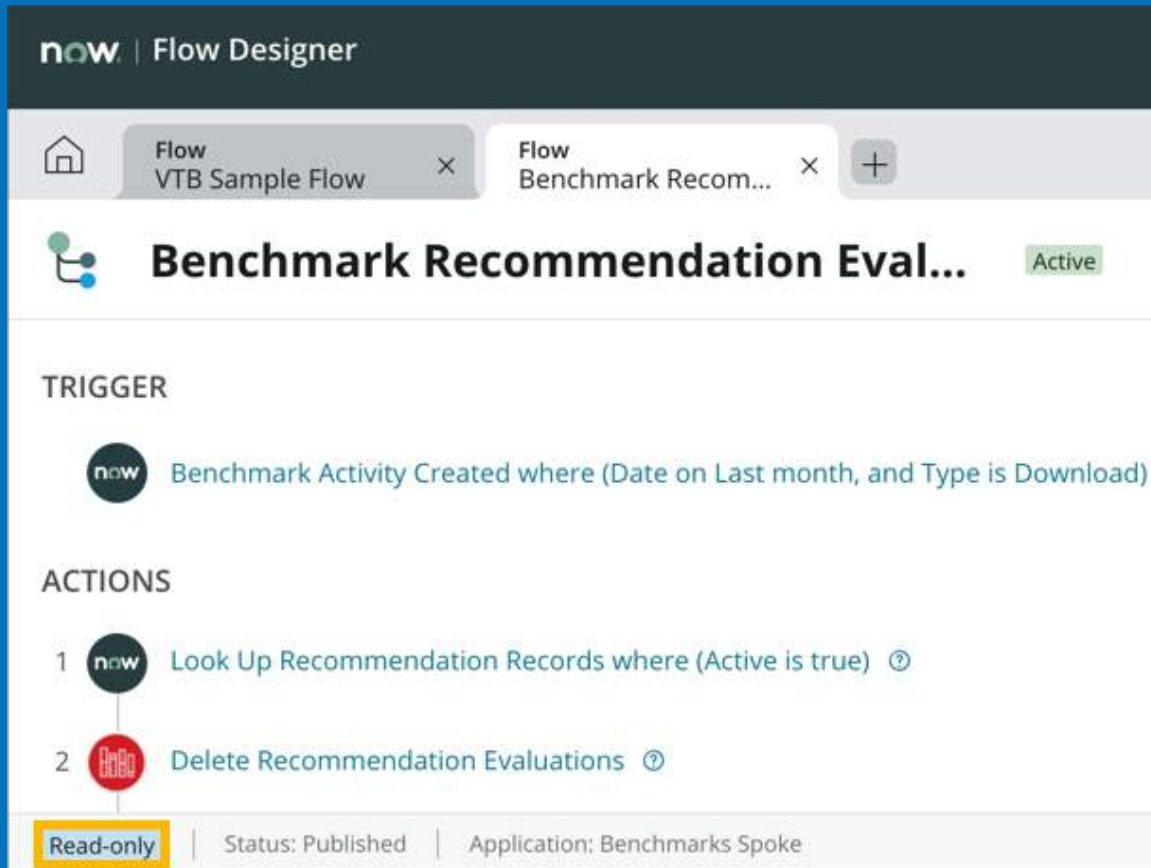 now. | Flow Designer
Flow
VTB Sample Flow
Flow
Benchmark Recom...
Benchmark Recommendation Eval... Active
TRIGGER
now Benchmark Activity Created where (Date on Last month, and Type is Download)
ACTIONS
1 now Look Up Recommendation Records where (Active is true)
2 Delete Recommendation Evaluations
Read-only | Status: Published | Application: Benchmarks Spoke